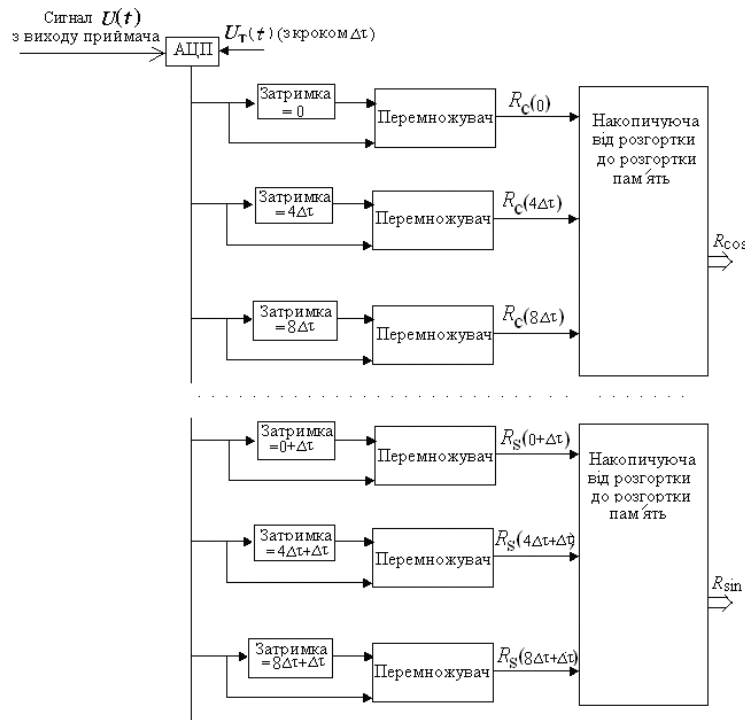 Сигнал U(t)
з виходу приймача
АЦП
U_T(t) (з кроком Δτ)
Затримка
= 0
Перемножувач
R_C(0)
Накопичуюча
від розгортки
до розгортки
пам´ять
Затримка
=4Δτ
Перемножувач
R_C(4Δτ)
R_cos
Затримка
=8Δτ
Перемножувач
R_C(8Δτ)
Затримка
=0+Δτ
Перемножувач
R_S(0+Δτ)
Накопичуюча
від розгортки
до розгортки
пам´ять
Затримка
=4Δτ+Δτ
Перемножувач
R_S(4Δτ+Δτ)
R_sin
Затримка
=8Δτ+Δτ
Перемножувач
R_S(8Δτ+Δτ)